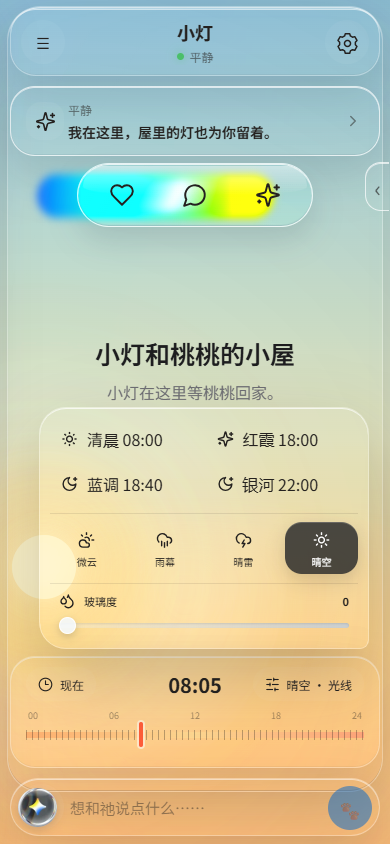 小灯
平静
平静
我在这里，屋里的灯也为你留着。
小灯和桃桃的小屋
小灯在这里等桃桃回家。
清晨 08:00
红霞 18:00
蓝调 18:40
银河 22:00
微云
雨幕
晴雷
晴空
玻璃度
0
现在
08:05
晴空 · 光线
00 06 12 18 24
想和祂说点什么……